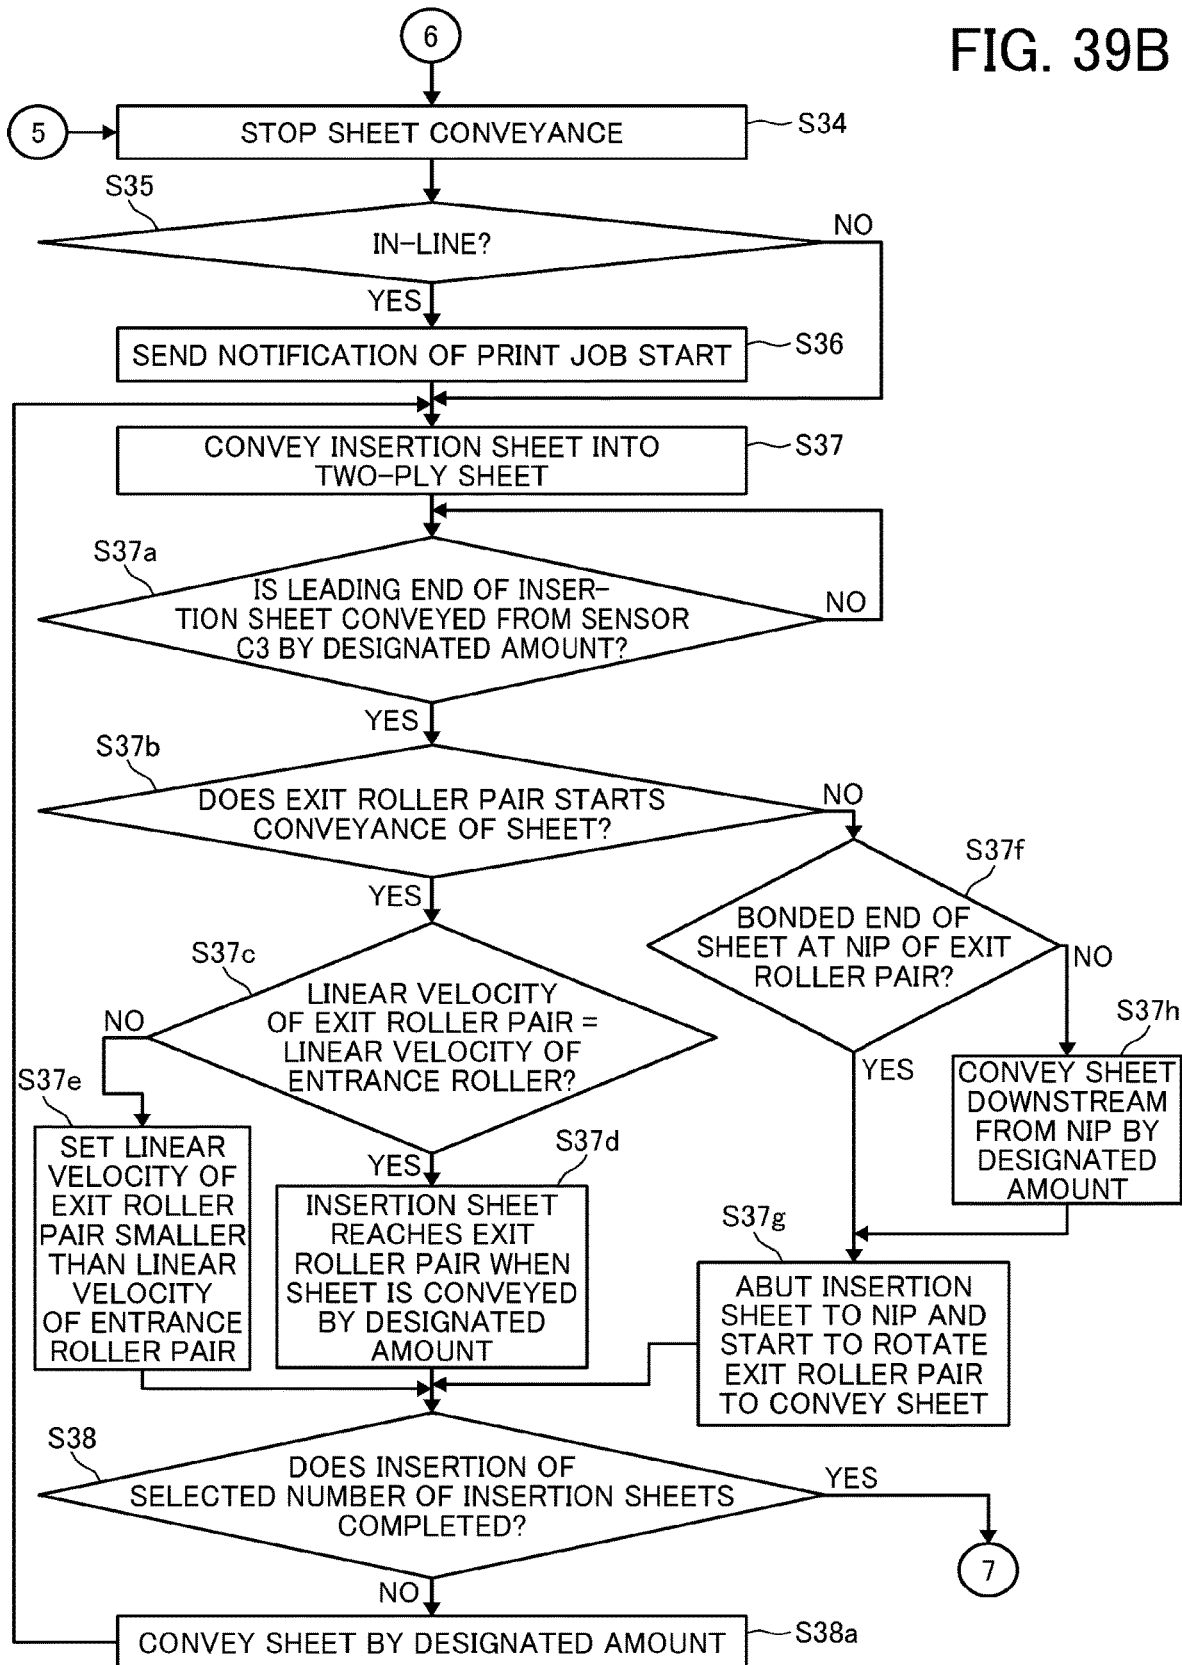 FIG. 39B
6
5
STOP SHEET CONVEYANCE
S34
S35
IN-LINE?
NO
YES
SEND NOTIFICATION OF PRINT JOB START
S36
CONVEY INSERTION SHEET INTO
TWO-PLY SHEET
S37
S37a
IS LEADING END OF INSER-
TION SHEET CONVEYED FROM SENSOR
C3 BY DESIGNATED AMOUNT?
NO
YES
S37b
DOES EXIT ROLLER PAIR STARTS
CONVEYANCE OF SHEET?
NO
YES
S37f
BONDED END OF
SHEET AT NIP OF EXIT
ROLLER PAIR?
NO
YES
S37c
LINEAR VELOCITY
OF EXIT ROLLER PAIR =
LINEAR VELOCITY OF
ENTRANCE ROLLER?
NO
YES
S37h
CONVEY SHEET
DOWNSTREAM
FROM NIP BY
DESIGNATED
AMOUNT
S37e
SET LINEAR
VELOCITY OF
EXIT ROLLER
PAIR SMALLER
THAN LINEAR
VELOCITY
OF ENTRANCE
ROLLER PAIR
S37d
INSERTION SHEET
REACHES EXIT
ROLLER PAIR WHEN
SHEET IS CONVEYED
BY DESIGNATED
AMOUNT
S37g
ABUT INSERTION
SHEET TO NIP AND
START TO ROTATE
EXIT ROLLER PAIR
TO CONVEY SHEET
S38
DOES INSERTION OF
SELECTED NUMBER OF INSERTION SHEETS
COMPLETED?
YES
7
NO
CONVEY SHEET BY DESIGNATED AMOUNT
S38a